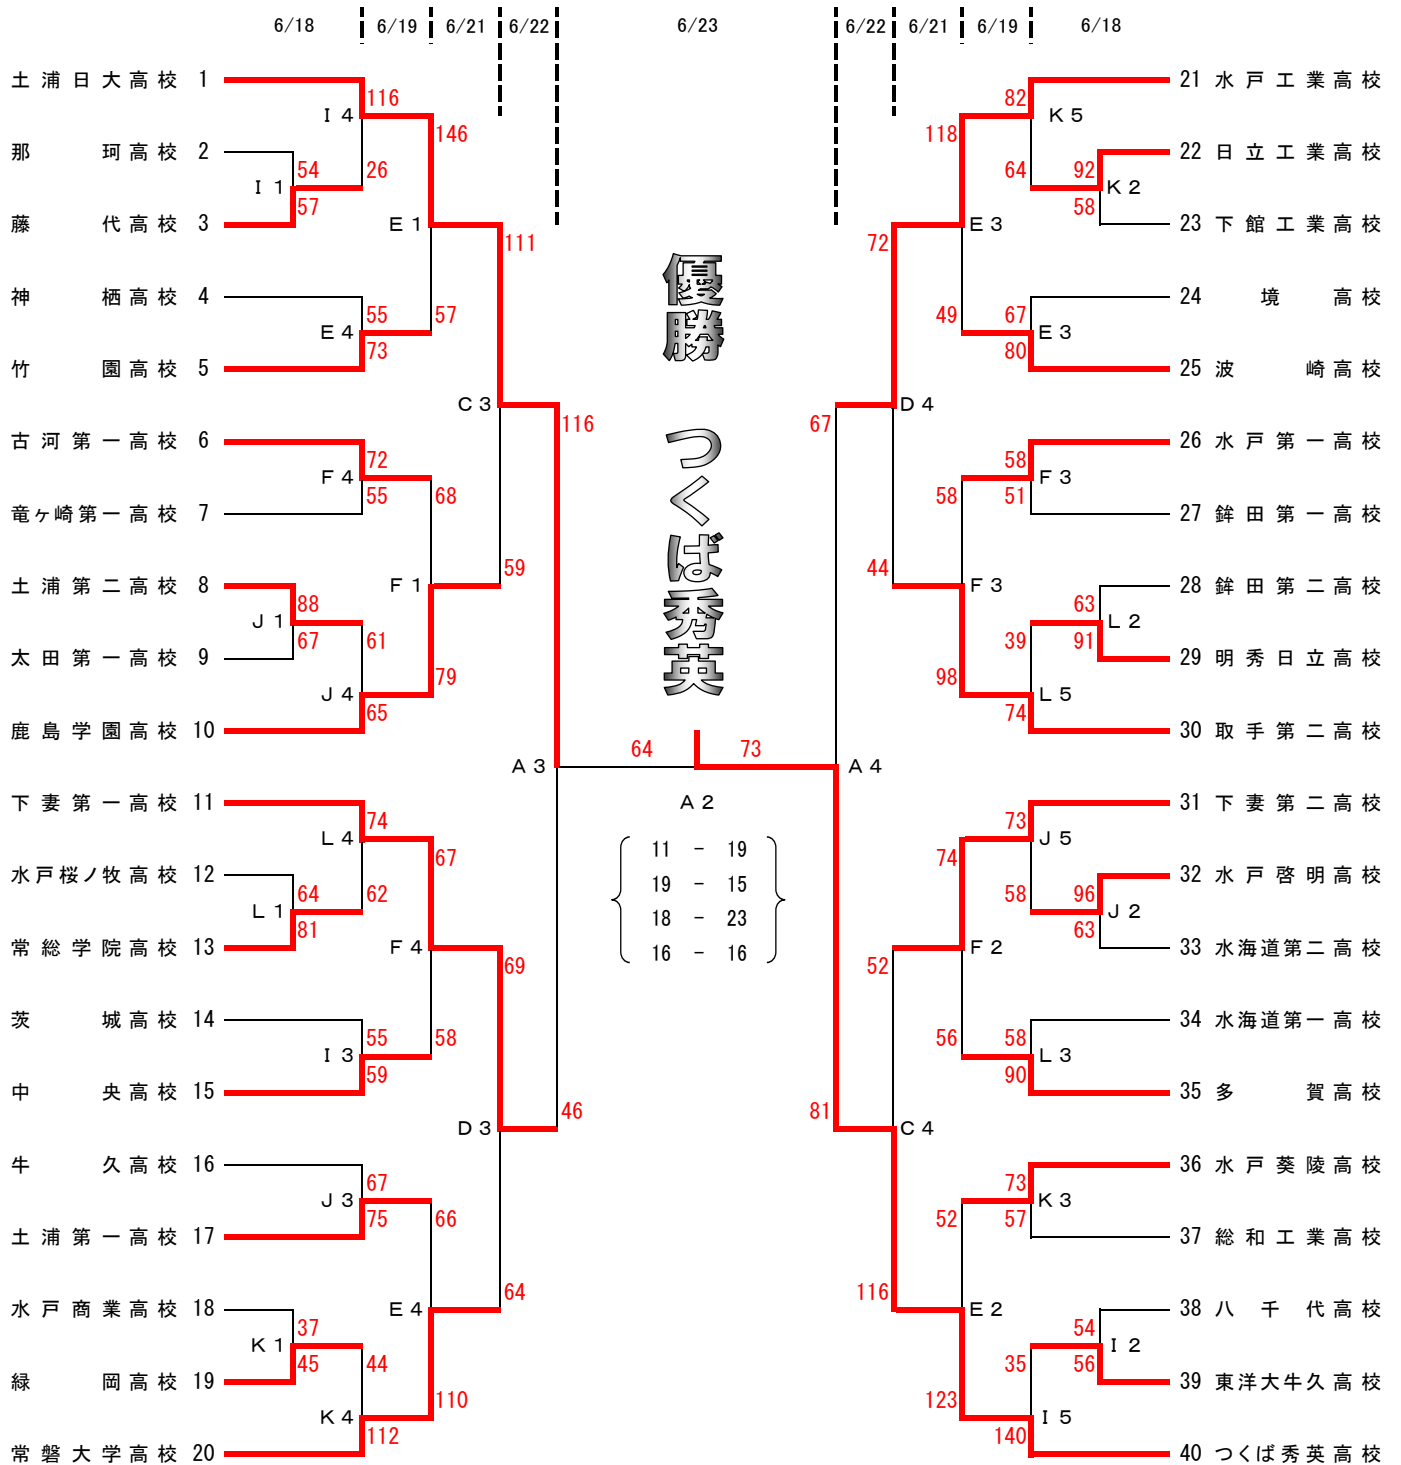 6/18 6/19 6/21 6/22 6/23 6/22 6/21 6/19 6/18
土浦日大高校 1
116
I 4
146
那珂高校 2
54
26
I 1
57
藤代高校 3
E 1
111
神栖高校 4
55
57
E 4
73
竹園高校 5
C 3
116
古河第一高校 6
72
F 4
55
68
竜ヶ崎第一高校 7
59
土浦第二高校 8
F 1
88
J 1
67
61
太田第一高校 9
79
J 4
65
鹿島学園高校 10
A 3
下妻第一高校 11
74
L 4
67
水戸桜ノ牧高校 12
64
62
L 1
81
常総学院高校 13
F 4
69
茨城高校 14
55
58
I 3
59
中央高校 15
46
D 3
牛久高校 16
67
J 3
75
66
土浦第一高校 17
64
水戸商業高校 18
E 4
37
K 1
45
44
緑岡高校 19
110
K 4
112
常磐大学高校 20
優勝 つくば秀英
64 73
A 2
11 － 19
19 － 15
18 － 23
16 － 16
21 水戸工業高校
82
K 5
118
22 日立工業高校
92
64
K 2
58
23 下館工業高校
E 3
72
24 境高校
67
49
E 3
80
25 波崎高校
D 4
67
26 水戸第一高校
58
F 3
51
58
27 鉾田第一高校
44
28 鉾田第二高校
F 3
63
L 2
91
39
29 明秀日立高校
98
L 5
74
30 取手第二高校
A 4
31 下妻第二高校
73
J 5
74
32 水戸啓明高校
96
58
J 2
63
33 水海道第二高校
F 2
52
34 水海道第一高校
58
56
L 3
90
35 多賀高校
81
C 4
36 水戸葵陵高校
73
K 3
57
52
37 総和工業高校
116
38 八千代高校
E 2
54
I 2
56
35
39 東洋大牛久高校
123
I 5
140
40 つくば秀英高校